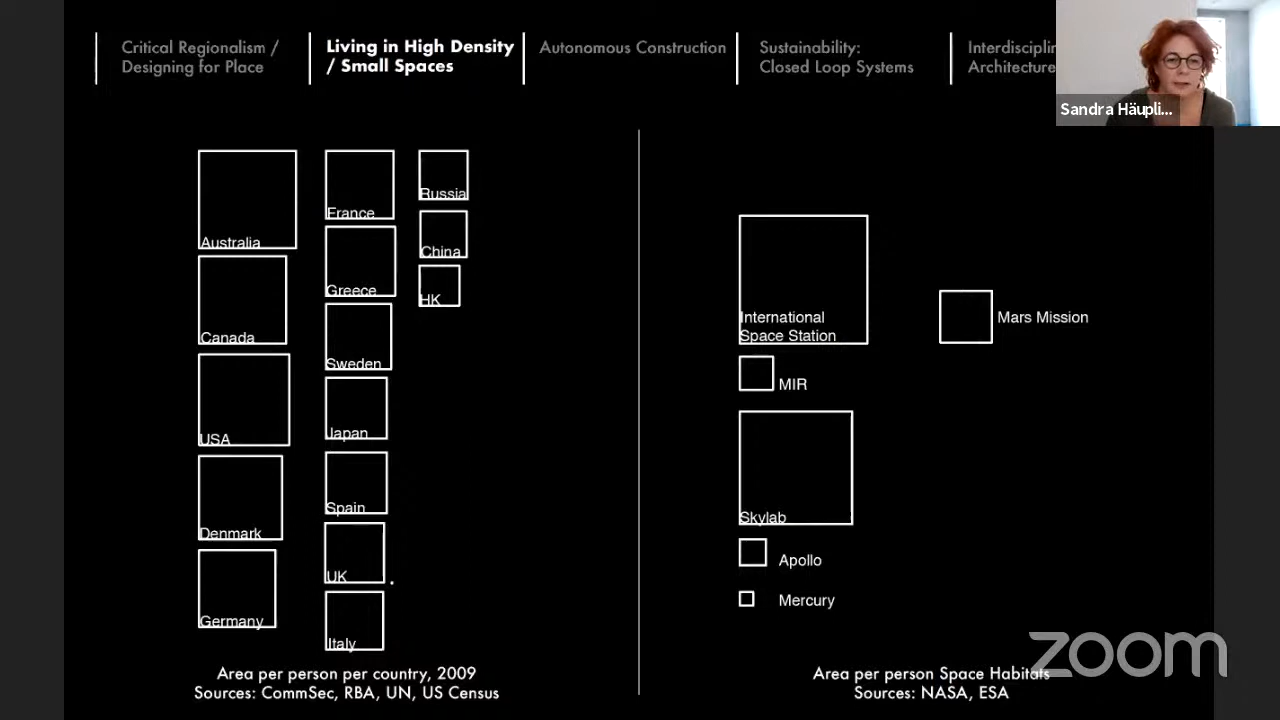 Critical Regionalism /
Designing for Place
Living in High Density
/ Small Spaces
Autonomous Construction
Sustainability:
Closed Loop Systems
Architecture
Sandra Häupli...
Australia
Canada
USA
Denmark
Germany
France
Greece
Sweden
Japan
Spain
UK
Italy
Russia
China
HK
Area per person per country, 2009
Sources: CommSec, RBA, UN, US Census
International
Space Station
MIR
Skylab
Apollo
Mercury
Mars Mission
Area per person Space Habitats
Sources: NASA, ESA
zoom